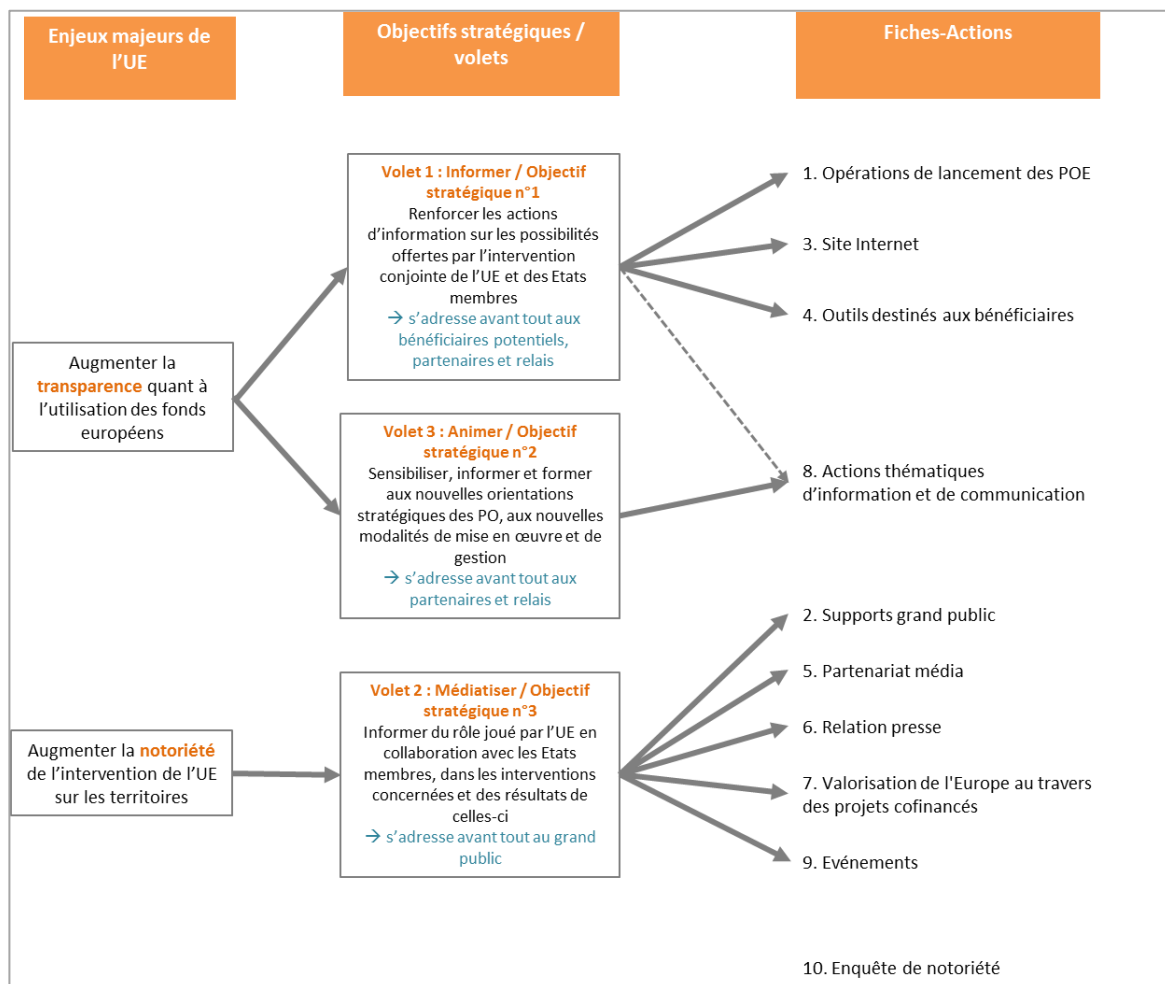 Enjeux majeurs de
l'UE
Objectifs stratégiques /
volets
Fiches-Actions
Augmenter la
transparence quant à
l'utilisation des fonds
européens
Volet 1 : Informer / Objectif
stratégique n°1
Renforcer les actions
d'information sur les possibilités
offertes par l'intervention
conjointe de l'UE et des Etats
membres
→ s'adresse avant tout aux
bénéficiaires potentiels,
partenaires et relais
1. Opérations de lancement des POE
3. Site Internet
4. Outils destinés aux bénéficiaires
Volet 3 : Animer / Objectif
stratégique n°2
Sensibiliser, informer et former
aux nouvelles orientations
stratégiques des PO, aux nouvelles
modalités de mise en œuvre et de
gestion
→ s'adresse avant tout aux
partenaires et relais
8. Actions thématiques
d'information et de communication
Augmenter la notoriété
de l'intervention de l'UE
sur les territoires
Volet 2 : Médiatiser / Objectif
stratégique n°3
Informer du rôle joué par l'UE en
collaboration avec les Etats
membres, dans les interventions
concernées et des résultats de
celles-ci
→ s'adresse avant tout au grand
public
2. Supports grand public
5. Partenariat média
6. Relation presse
7. Valorisation de l'Europe au travers
des projets cofinancés
9. Evénements
10. Enquête de notoriété